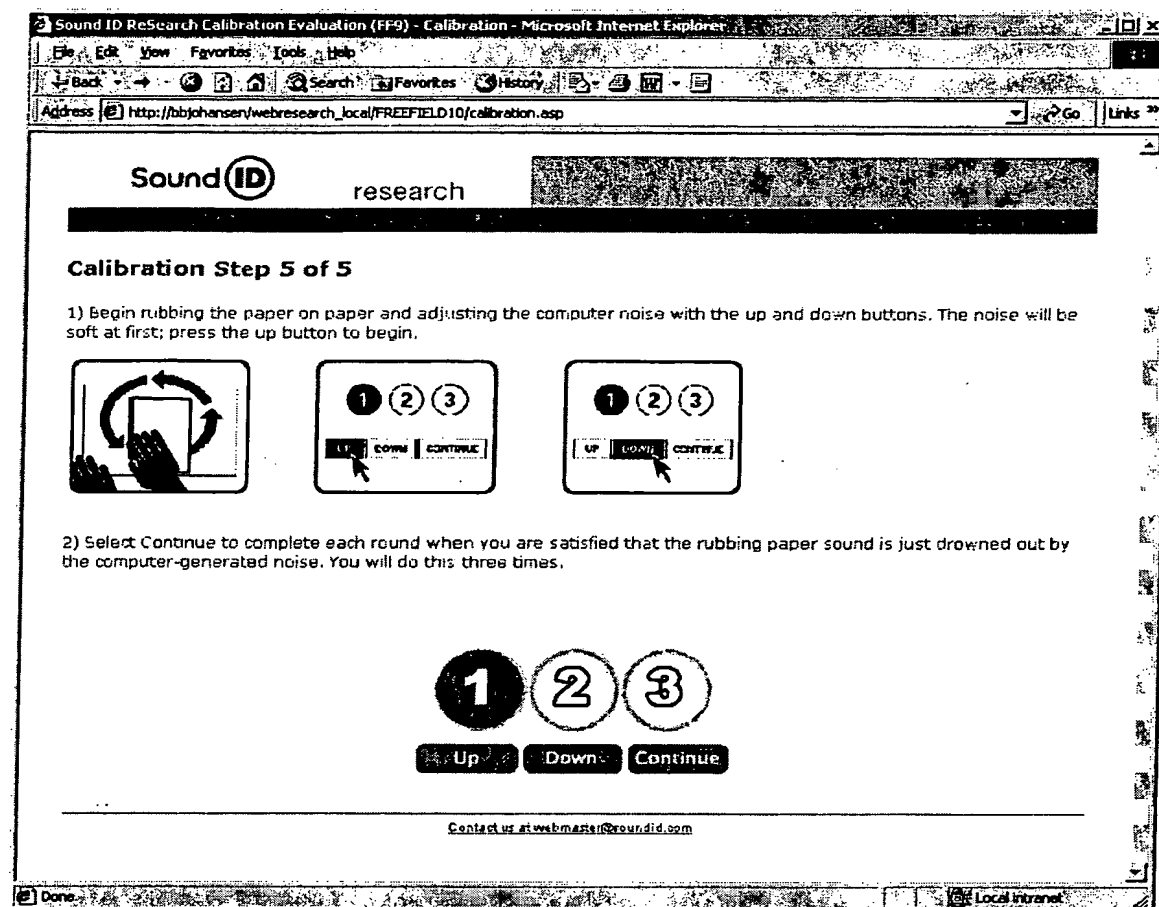 Sound ID ReSearch Calibration Evaluation (FF9) - Calibration - Microsoft Internet Explorer
File Edit View Favorites Tools Help
Back Search Favorites History
Address http://bbjohansen/webresearch_local/FREEFIELD10/calibration.asp Go Links »
Sound ID research
Calibration Step 5 of 5
1) Begin rubbing the paper on paper and adjusting the computer noise with the up and down buttons. The noise will be
soft at first; press the up button to begin.
1 2 3 1 2 3
UP DOWN CONTINUE UP DOWN CONTINUE
2) Select Continue to complete each round when you are satisfied that the rubbing paper sound is just drowned out by
the computer-generated noise. You will do this three times.
1 2 3
Up Down Continue
Contact us at webmaster@soundid.com
Done Local intranet